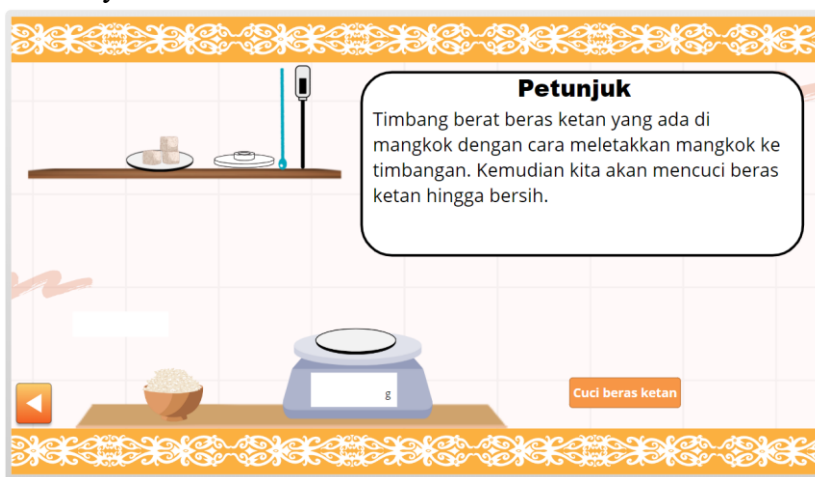 Petunjuk
Timbang berat beras ketan yang ada di
mangkok dengan cara meletakkan mangkok ke
timbangan. Kemudian kita akan mencuci beras
ketan hingga bersih.
g
Cuci beras ketan